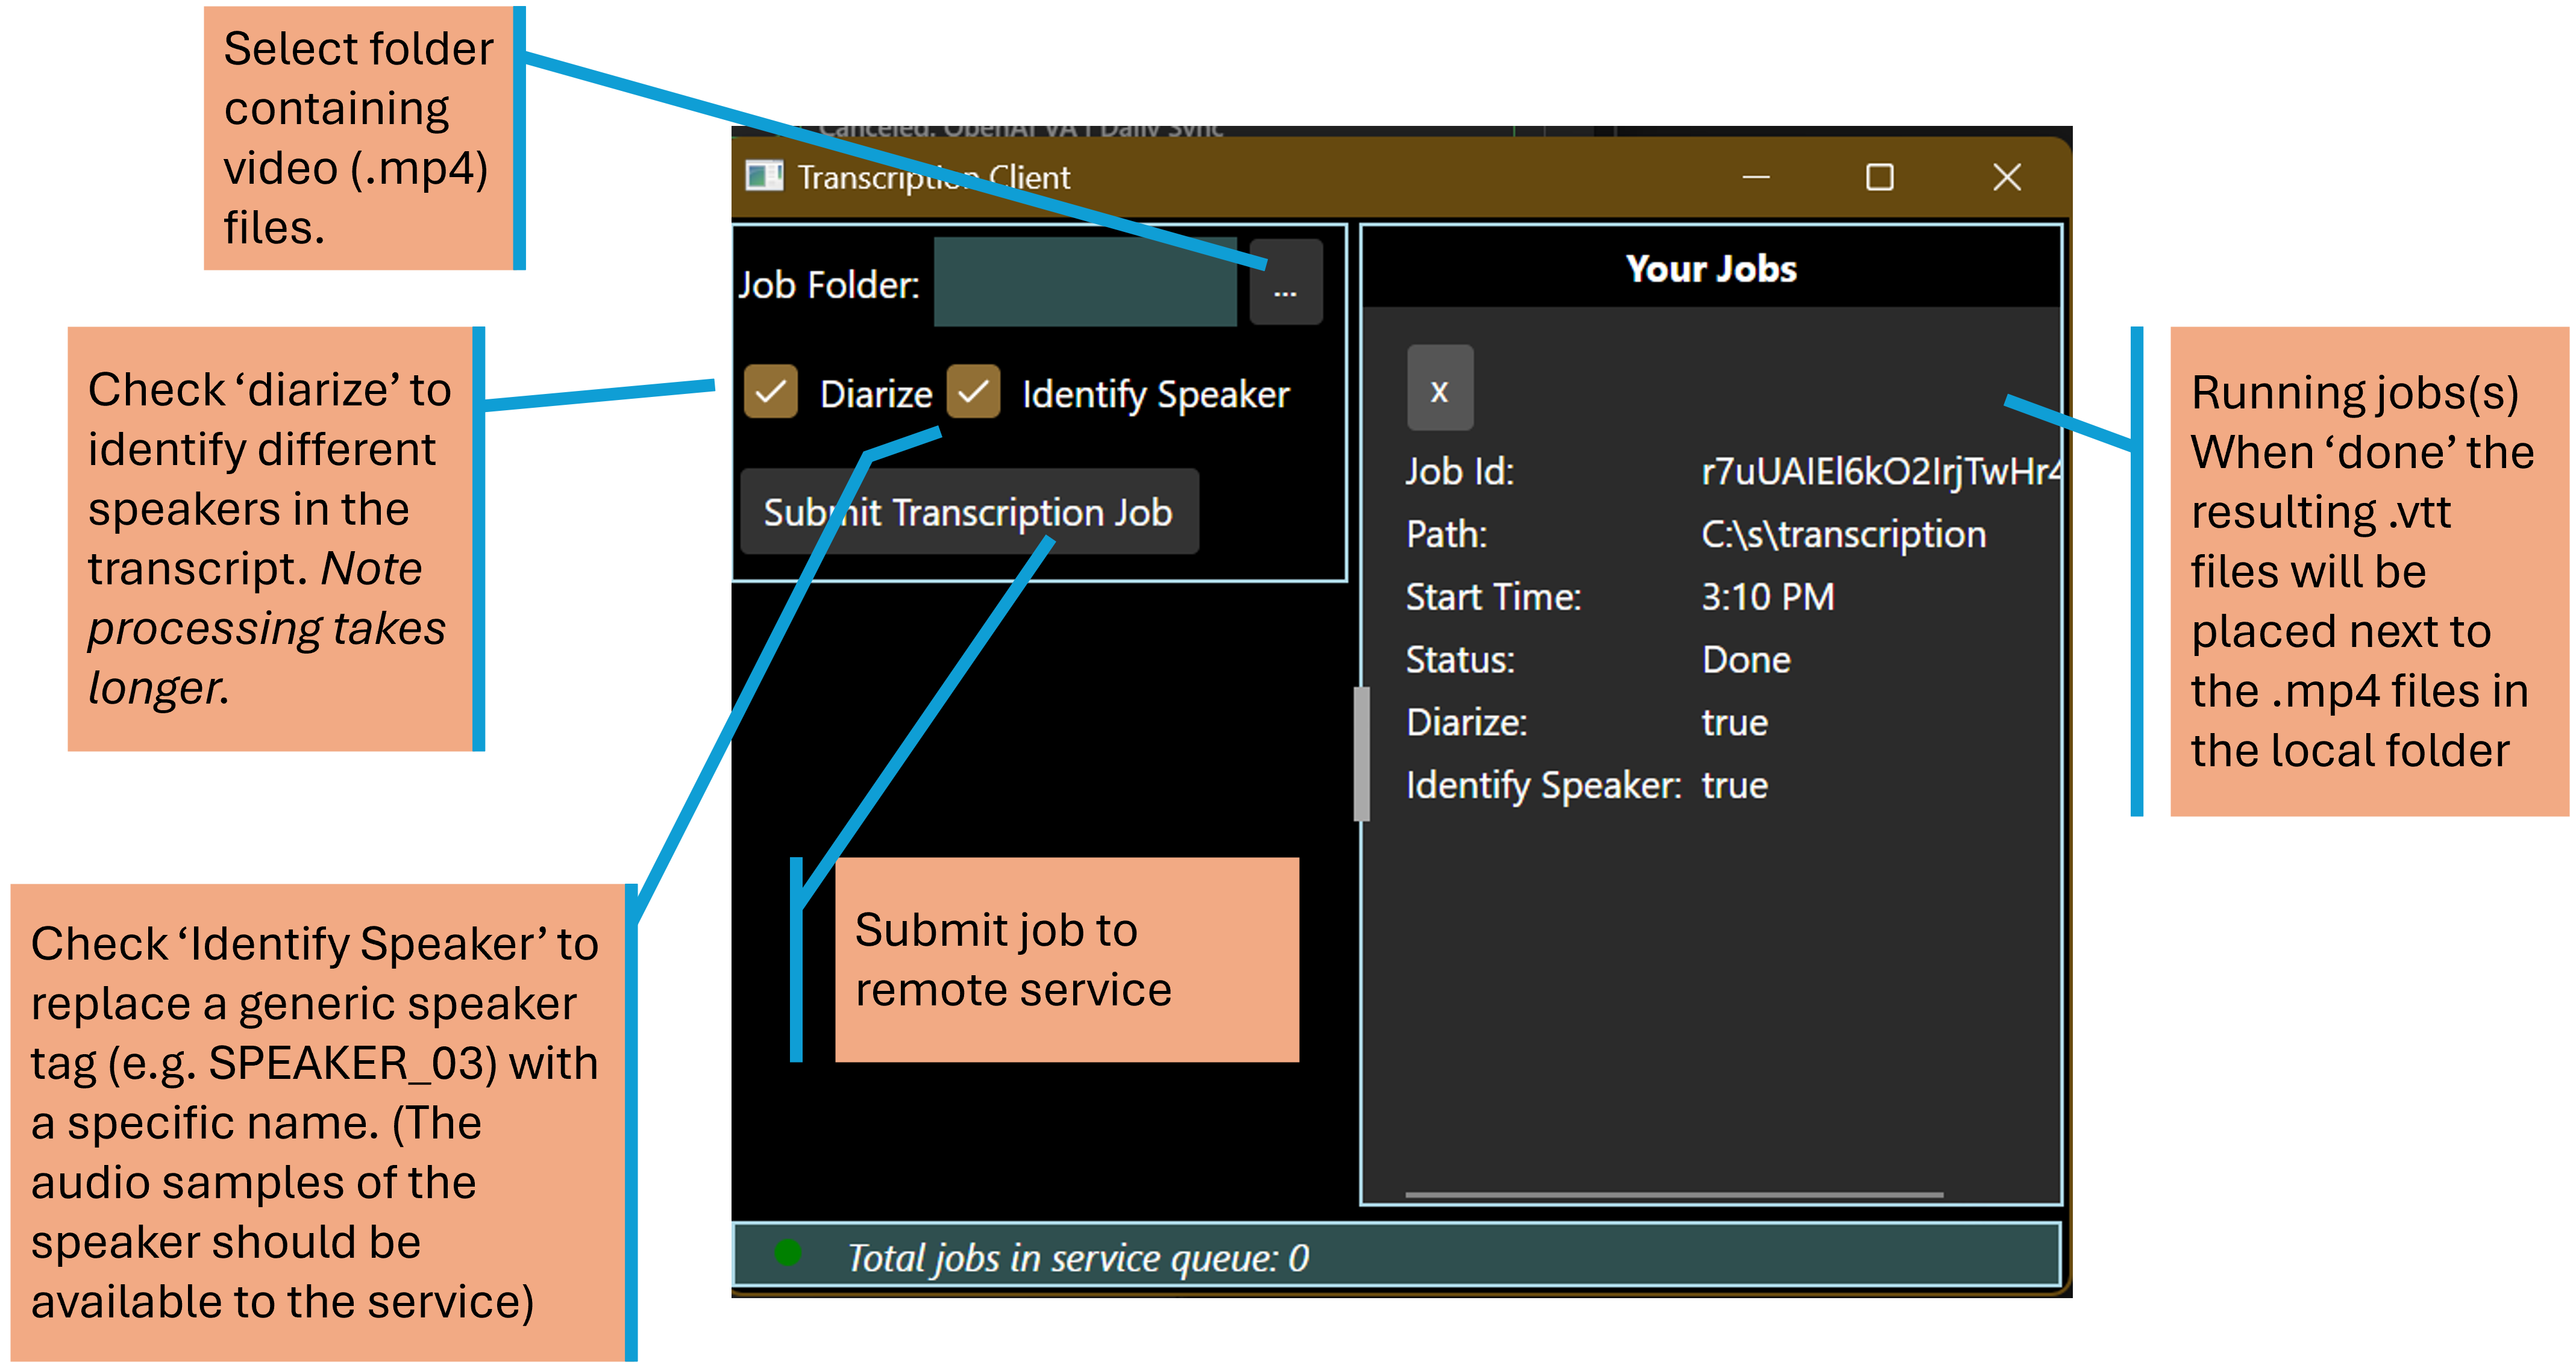 Select folder
containing
video (.mp4)
files.
Canceled: OpenAI VA | Daily Sync
Transcription Client
Job Folder:
...
Diarize
Identify Speaker
Submit Transcription Job
Your Jobs
x
Job Id: r7uUAIEl6kO2IrjTwHr4
Path: C:\s\transcription
Start Time: 3:10 PM
Status: Done
Diarize: true
Identify Speaker: true
Total jobs in service queue: 0
Check ‘diarize’ to
identify different
speakers in the
transcript. Note
processing takes
longer.
Check ‘Identify Speaker’ to
replace a generic speaker
tag (e.g. SPEAKER_03) with
a specific name. (The
audio samples of the
speaker should be
available to the service)
Submit job to
remote service
Running jobs(s)
When ‘done’ the
resulting .vtt
files will be
placed next to
the .mp4 files in
the local folder